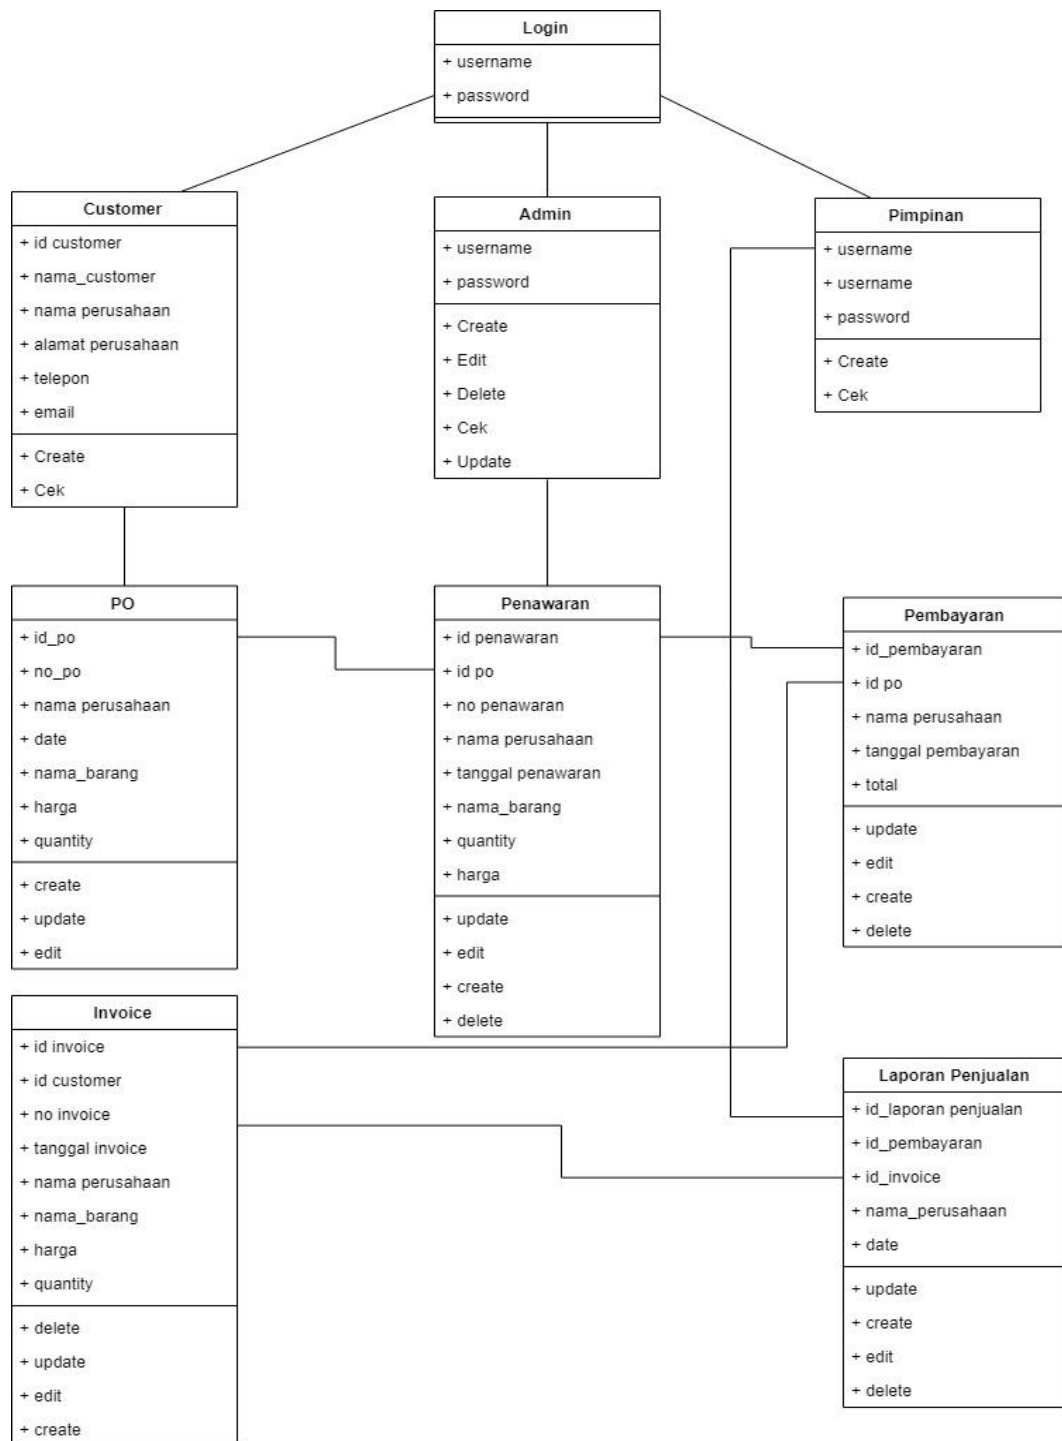 Login
+ username
+ password
Customer
+ id customer
+ nama_customer
+ nama perusahaan
+ alamat perusahaan
+ telepon
+ email
+ Create
+ Cek
Admin
+ username
+ password
+ Create
+ Edit
+ Delete
+ Cek
+ Update
Pimpinan
+ username
+ username
+ password
+ Create
+ Cek
PO
+ id_po
+ no_po
+ nama perusahaan
+ date
+ nama_barang
+ harga
+ quantity
+ create
+ update
+ edit
Penawaran
+ id penawaran
+ id po
+ no penawaran
+ nama perusahaan
+ tanggal penawaran
+ nama_barang
+ quantity
+ harga
+ update
+ edit
+ create
+ delete
Pembayaran
+ id_pembayaran
+ id po
+ nama perusahaan
+ tanggal pembayaran
+ total
+ update
+ edit
+ create
+ delete
Invoice
+ id invoice
+ id customer
+ no invoice
+ tanggal invoice
+ nama perusahaan
+ nama_barang
+ harga
+ quantity
+ delete
+ update
+ edit
+ create
Laporan Penjualan
+ id_laporan penjualan
+ id_pembayaran
+ id_invoice
+ nama_perusahaan
+ date
+ update
+ create
+ edit
+ delete